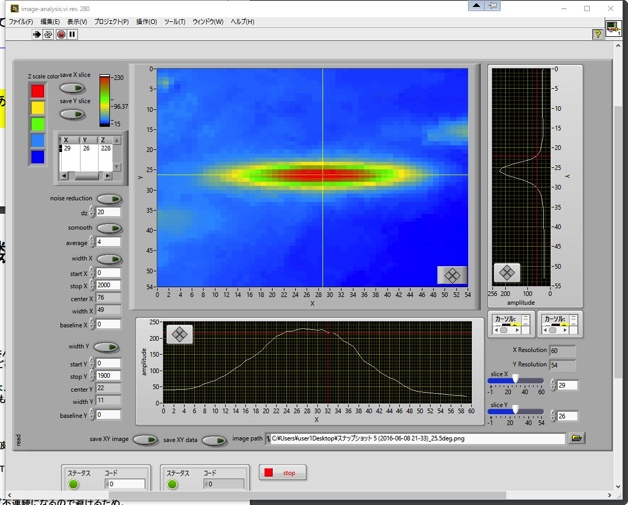 image-analysis.vi rev. 280
ファイル(F) 編集(E) 表示(V) プロジェクト(P) 操作(O) ツール(T) ウィンドウ(W) ヘルプ(H)
Z scale color
save X slice
save Y slice
230
96.37
15
X Y Z
29 26 228
noise reduction
dz 20
somooth
average 4
width X
start X 0
stop X 2000
center X 76
width X 49
baseline X 0
width Y
start Y 0
stop Y 1900
center Y 22
width Y 11
baseline Y 0
0
5
10
15
20
25
30
35
40
45
50
54
Y
0 2 4 6 8 10 12 14 16 18 20 22 24 26 28 30 32 34 36 38 40 42 44 46 48 50 54
X
0
5
10
15
20
25
30
35
40
45
50
55
Y
256 200 100 0
amplitude
250
200
150
100
50
0
amplitude
0 2 4 6 8 10 12 14 16 18 20 22 24 26 28 30 32 34 36 38 40 42 44 46 48 50 52 54 56 60
X
カーソル:
カーソル:
X Resolution 60
Y Resolution 54
slice X
-1 20 40 60
29
slice Y
-1 20 40 54
26
read
save XY image
save XY data
image path
C:¥Users¥user1¥Desktop¥スナップショット 5 (2016-06-08 21-33)_25.5deg.png
ステータス コード
0
ステータス コード
0
stop
不連続になるので避けるため。